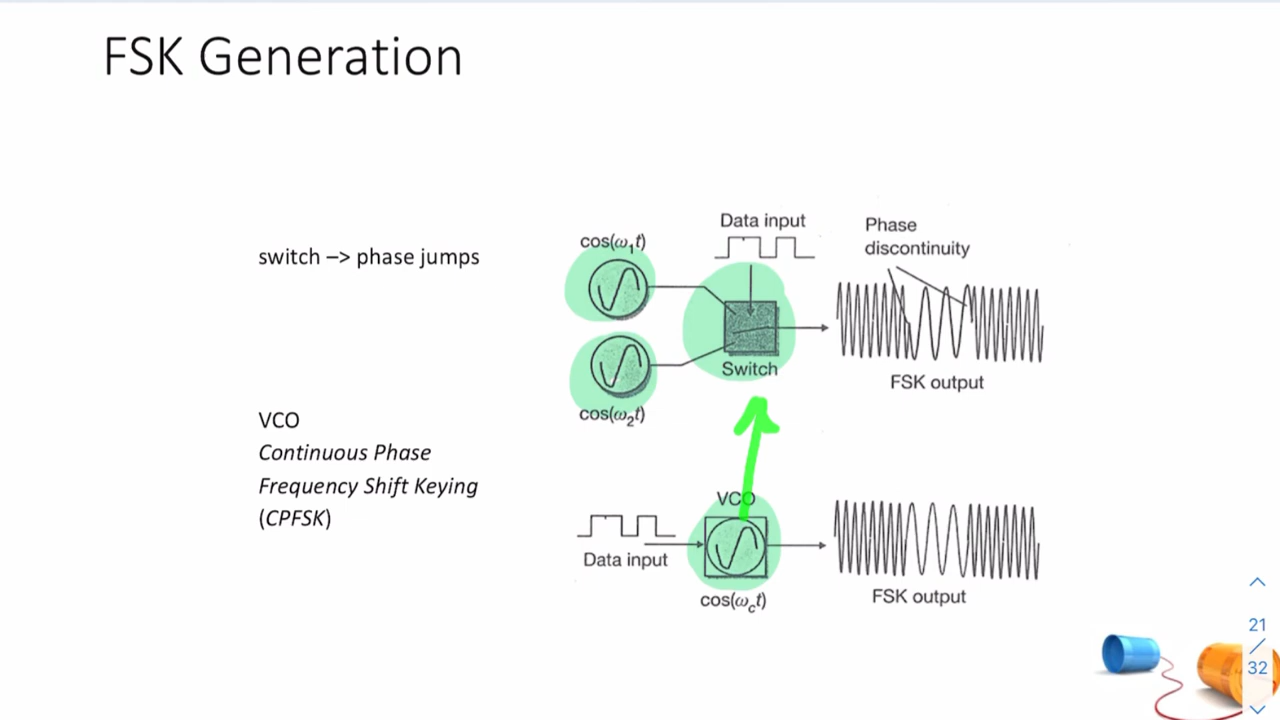 FSK Generation
switch –> phase jumps
cos(ω₁t)
Data input
Phase
discontinuity
Switch
FSK output
cos(ω₂t)
VCO
Continuous Phase
Frequency Shift Keying
(CPFSK)
VCO
Data input
cos(ω꜀t)
FSK output
21
/
32